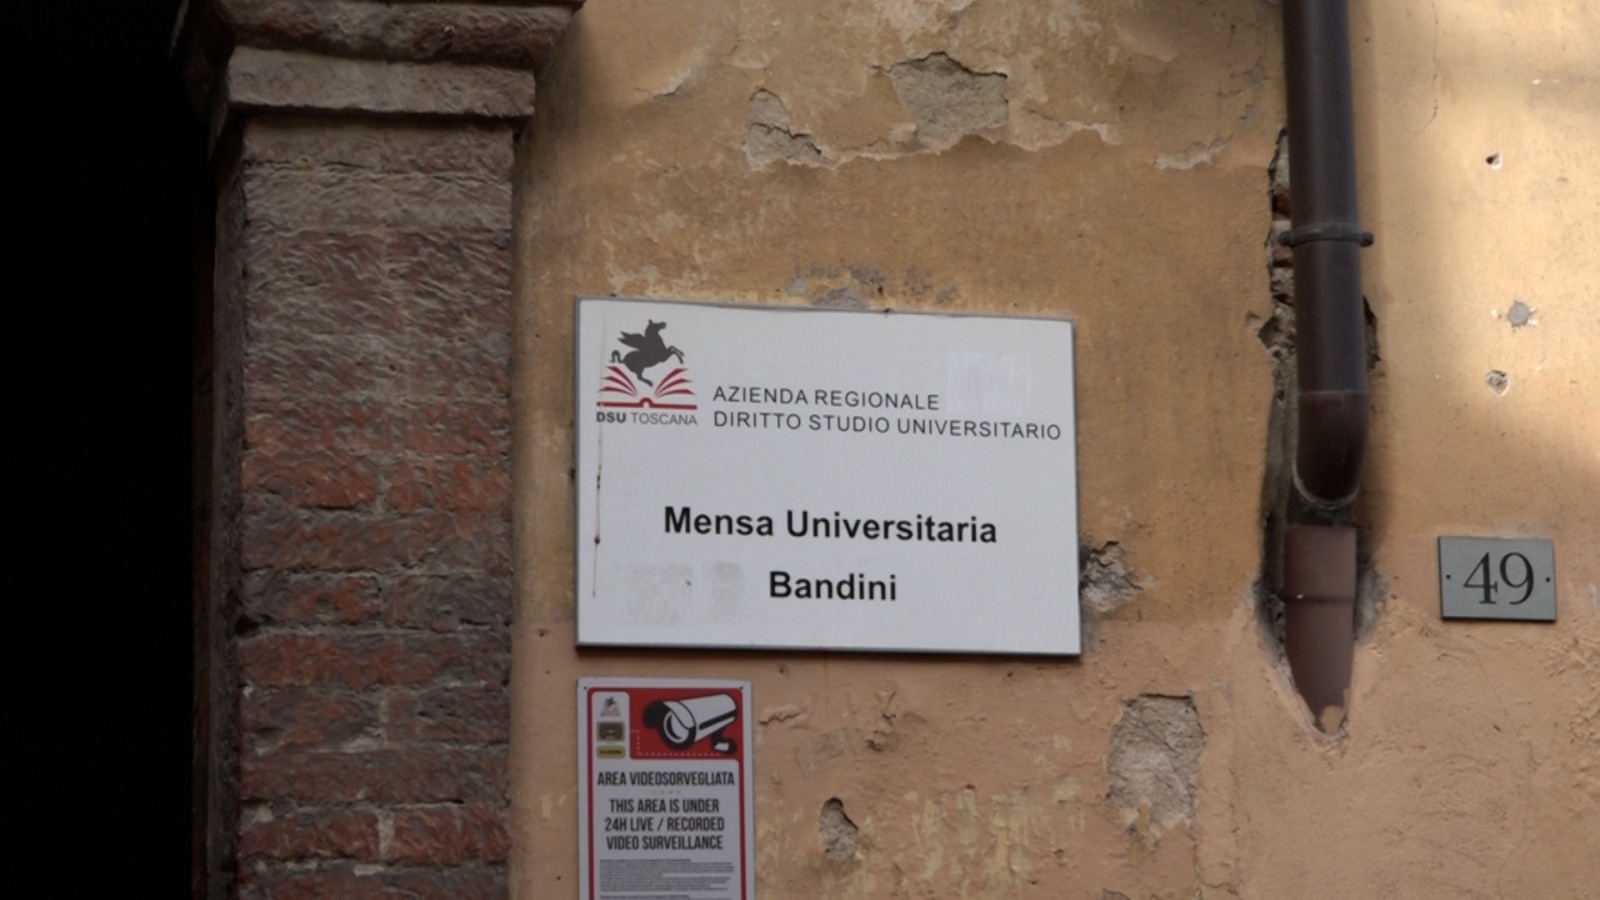 DSU TOSCANA
AZIENDA REGIONALE
DIRITTO STUDIO UNIVERSITARIO
Mensa Universitaria
Bandini
49
AREA VIDEOSORVEGLIATA
THIS AREA IS UNDER
24H LIVE / RECORDED
VIDEO SURVEILLANCE